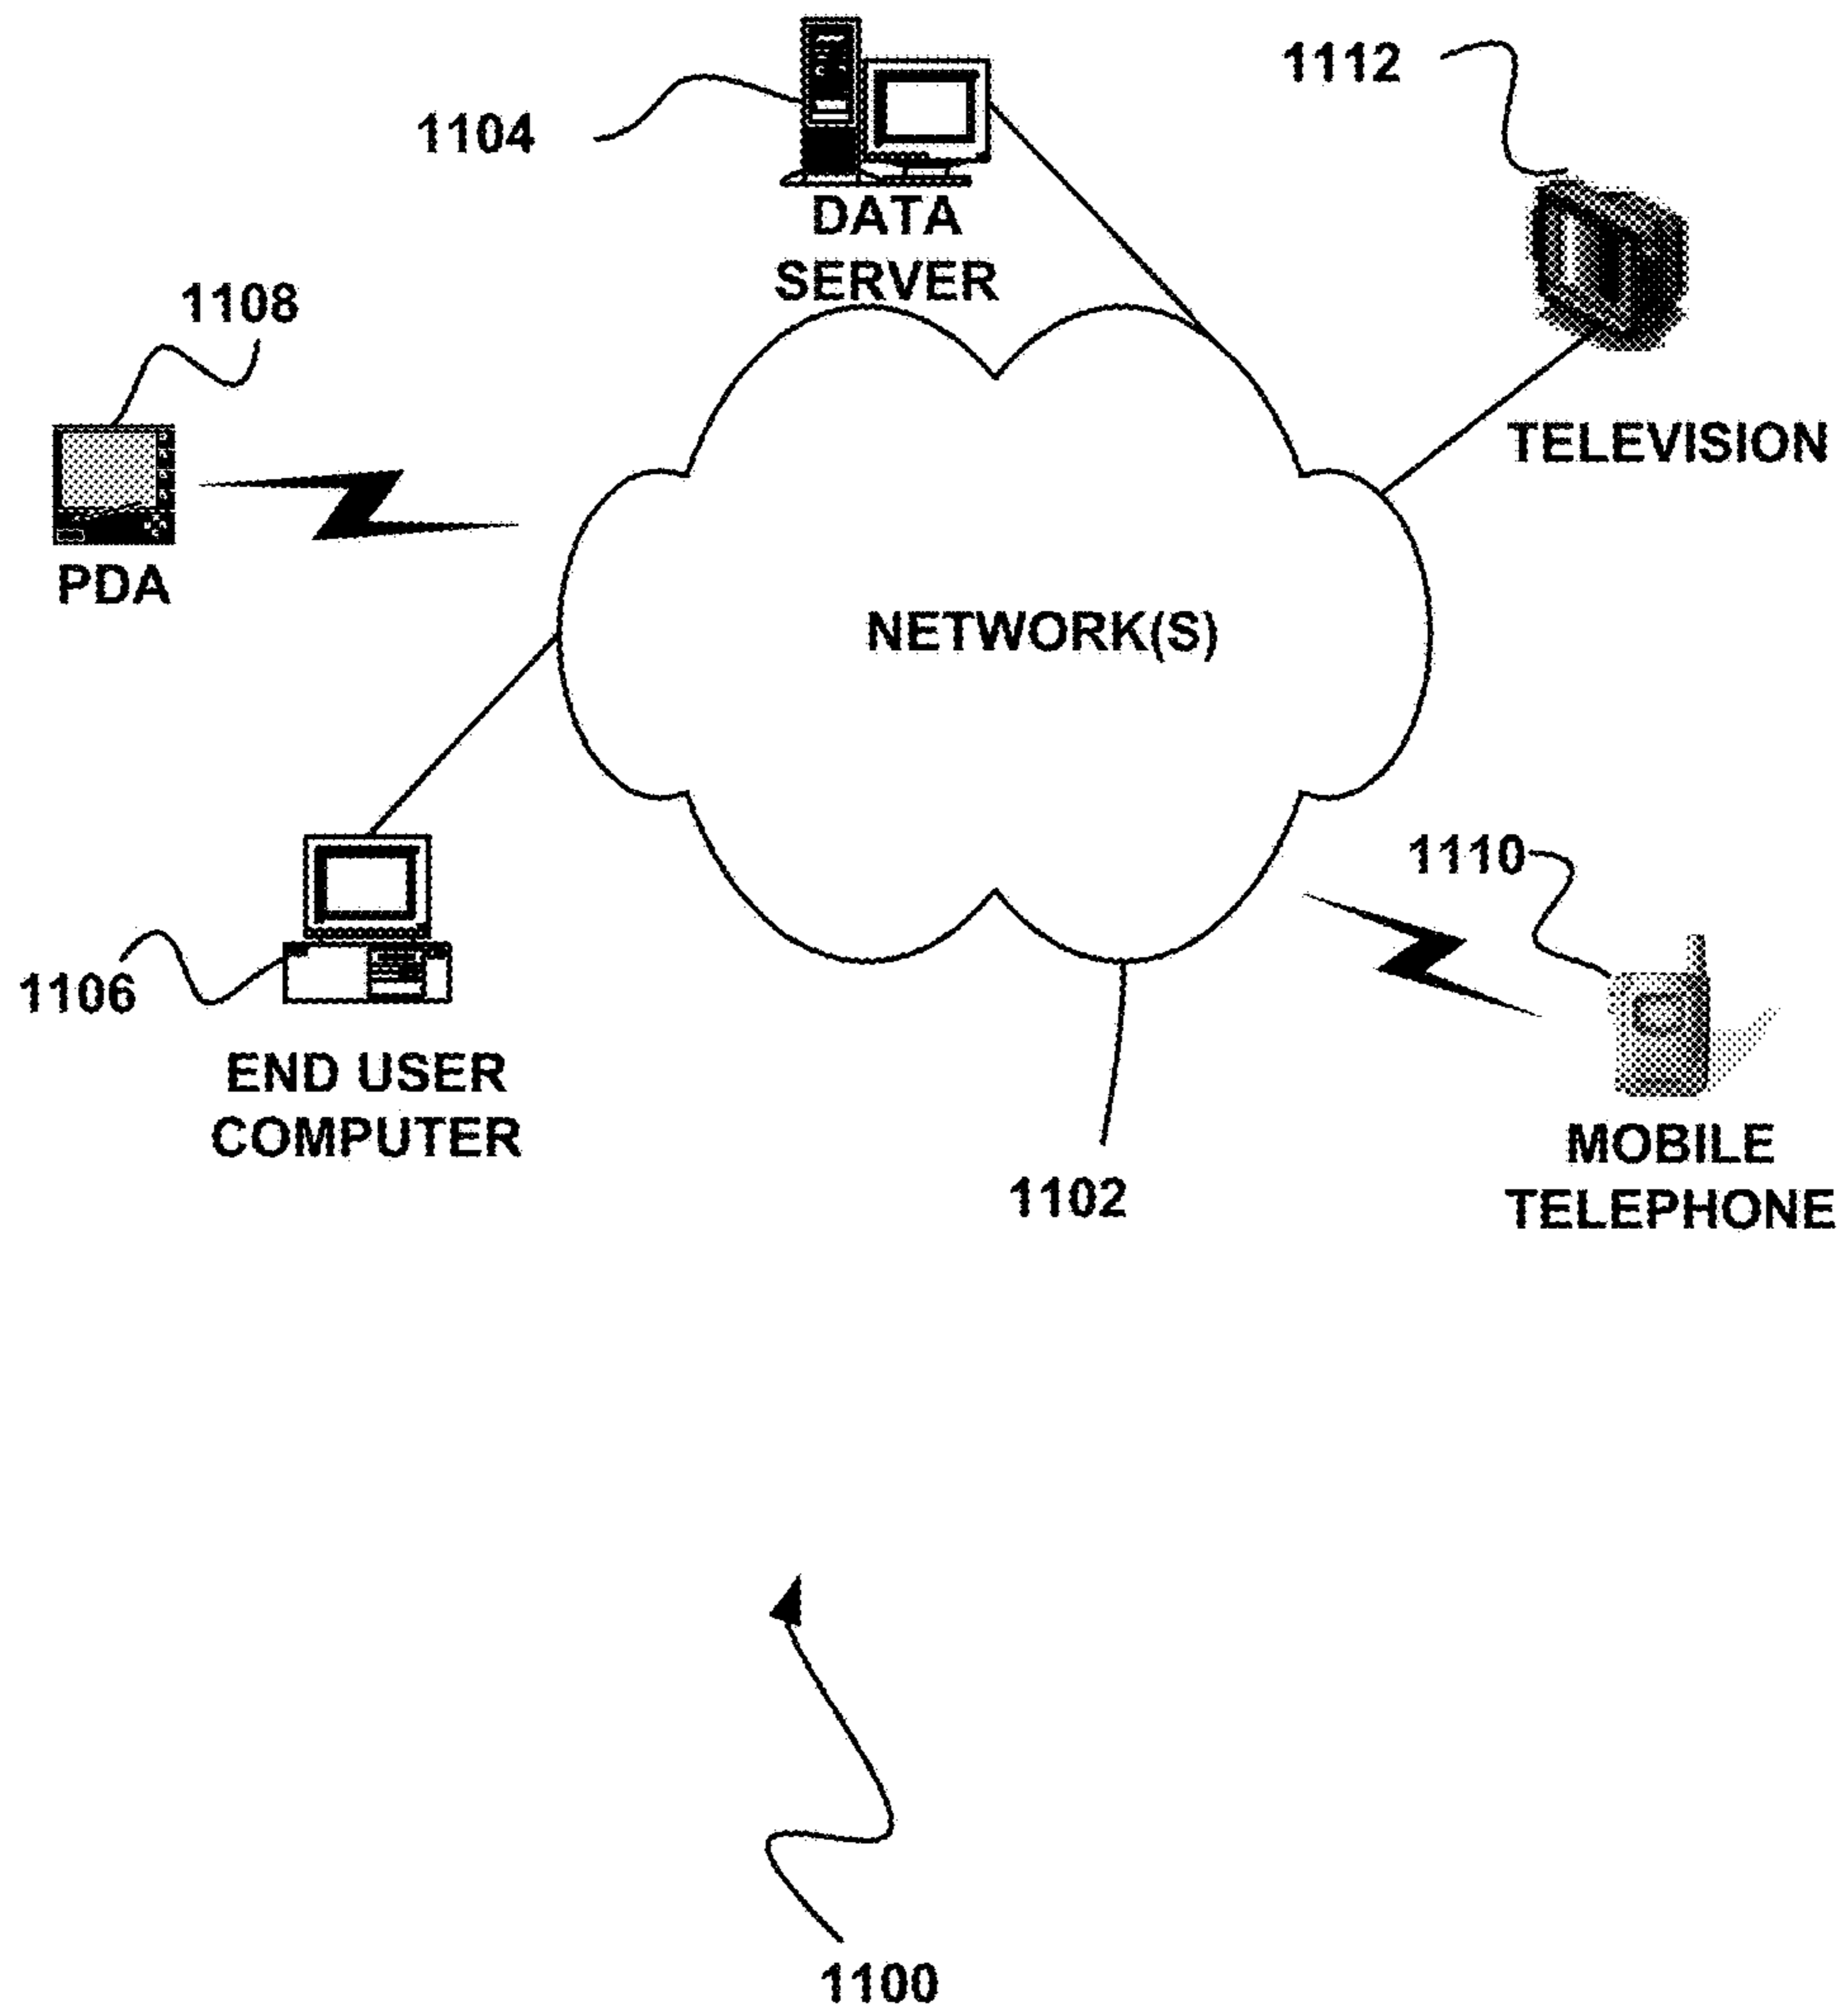 1104
DATA
SERVER
1112
TELEVISION
1108
PDA
NETWORK(S)
1106
END USER
COMPUTER
1110
MOBILE
TELEPHONE
1102
1100